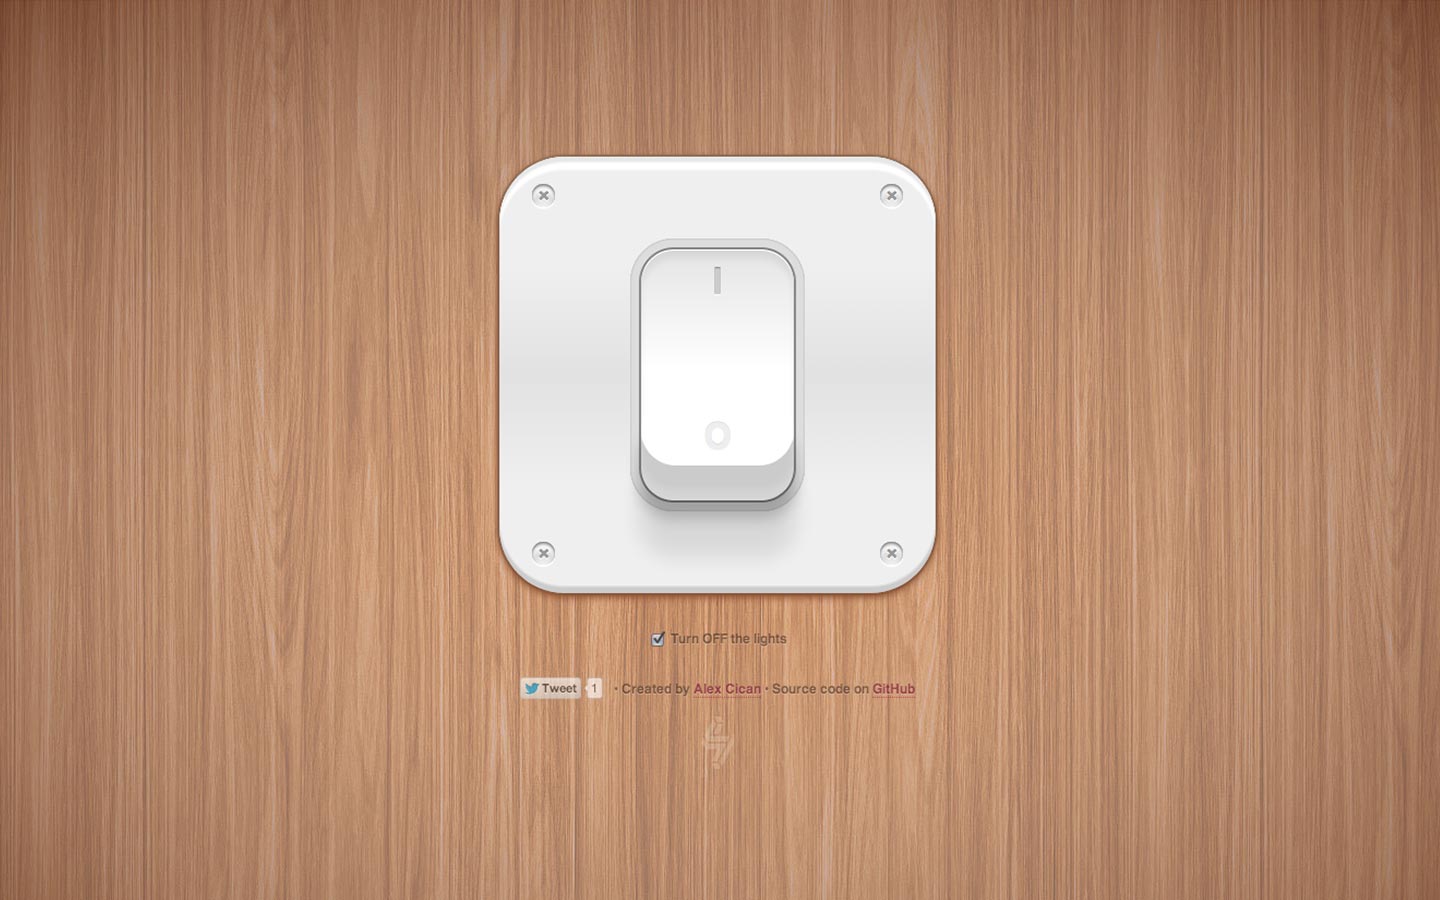 I
O
Turn OFF the lights
Tweet 1 · Created by Alex Cican · Source code on GitHub